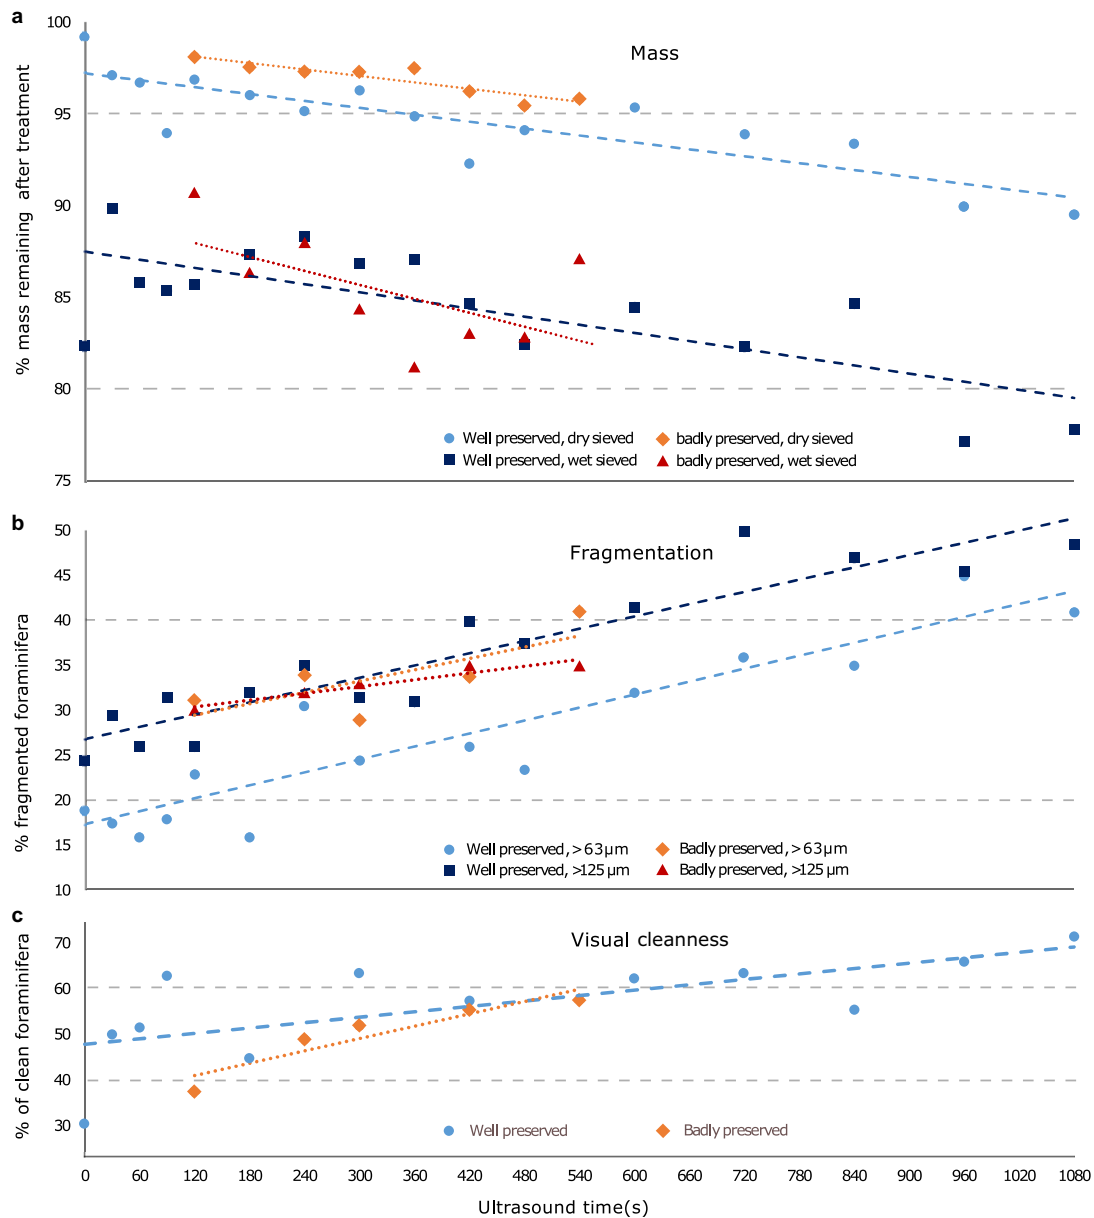 a
100
Mass
95
90
85
80
75
% mass remaining after treatment
Well preserved, dry sieved
badly preserved, dry sieved
Well preserved, wet sieved
badly preserved, wet sieved
b
50
Fragmentation
45
40
35
30
25
20
15
10
% fragmented foraminifera
Well preserved, >63µm
Badly preserved, >63µm
Well preserved, >125µm
Badly preserved, >125µm
c
70
Visual cleanness
60
50
40
30
% of clean foraminifera
Well preserved
Badly preserved
0 60 120 180 240 300 360 420 480 540 600 660 720 780 840 900 960 1020 1080
Ultrasound time(s)